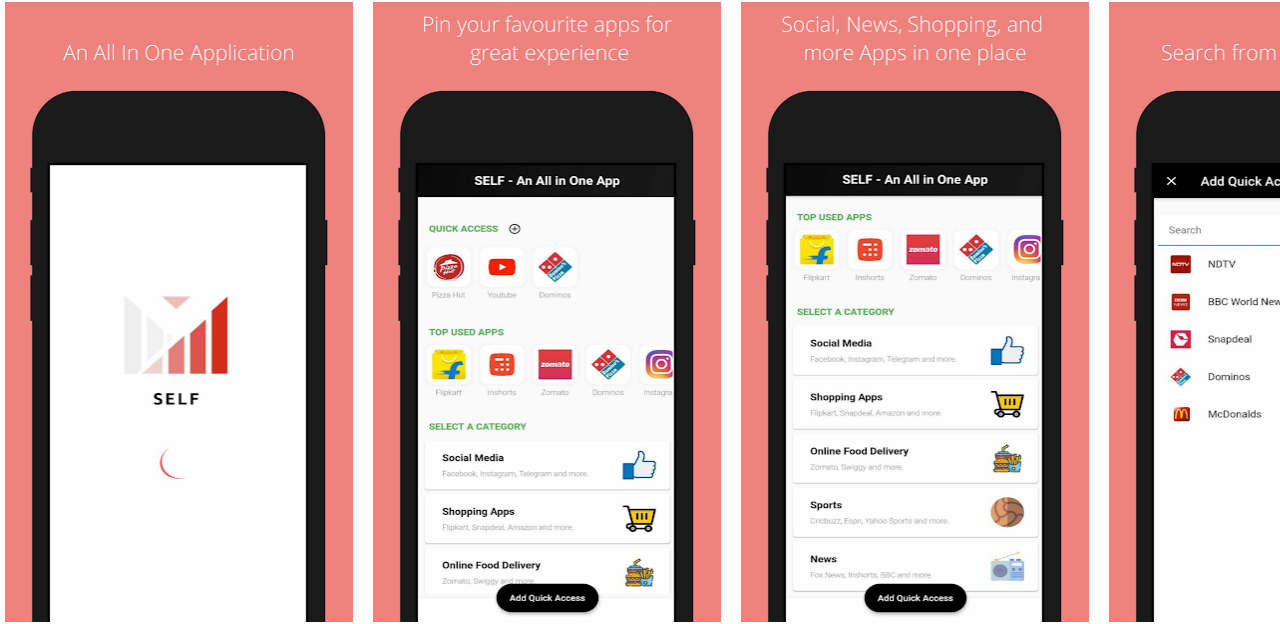 An All In One Application
SELF
Pin your favourite apps for
great experience
SELF - An All in One App
QUICK ACCESS
Pizza Hut
Pizza Hut Youtube Dominos
TOP USED APPS
zomato
Flipkart Inshorts Zomato Dominos Instagra
SELECT A CATEGORY
Social Media
Facebook, Instagram, Telegram and more.
Shopping Apps
Flipkart, Snapdeal, Amazon and more.
Online Food Delivery
Zomato, Swiggy and more.
Add Quick Access
Social, News, Shopping, and
more Apps in one place
SELF - An All in One App
TOP USED APPS
zomato
Flipkart Inshorts Zomato Dominos Instagra
SELECT A CATEGORY
Social Media
Facebook, Instagram, Telegram and more.
Shopping Apps
Flipkart, Snapdeal, Amazon and more.
Online Food Delivery
Zomato, Swiggy and more.
Sports
Cricbuzz, Espn, Yahoo Sports and more.
News
Fox News, Inshorts, BBC and more.
Add Quick Access
Search from
Add Quick Ac
Search
NDTV NDTV
BBC NEWS BBC World New
Snapdeal
Dominos
McDonalds